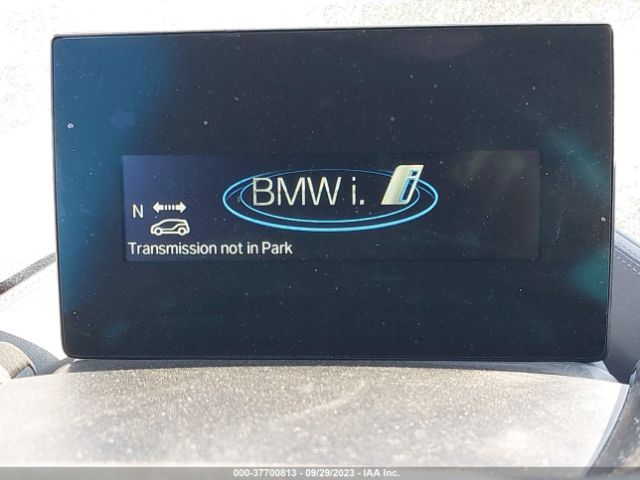 BMW i. i
N
Transmission not in Park
000-37700813 - 09/29/2023 - IAA Inc.